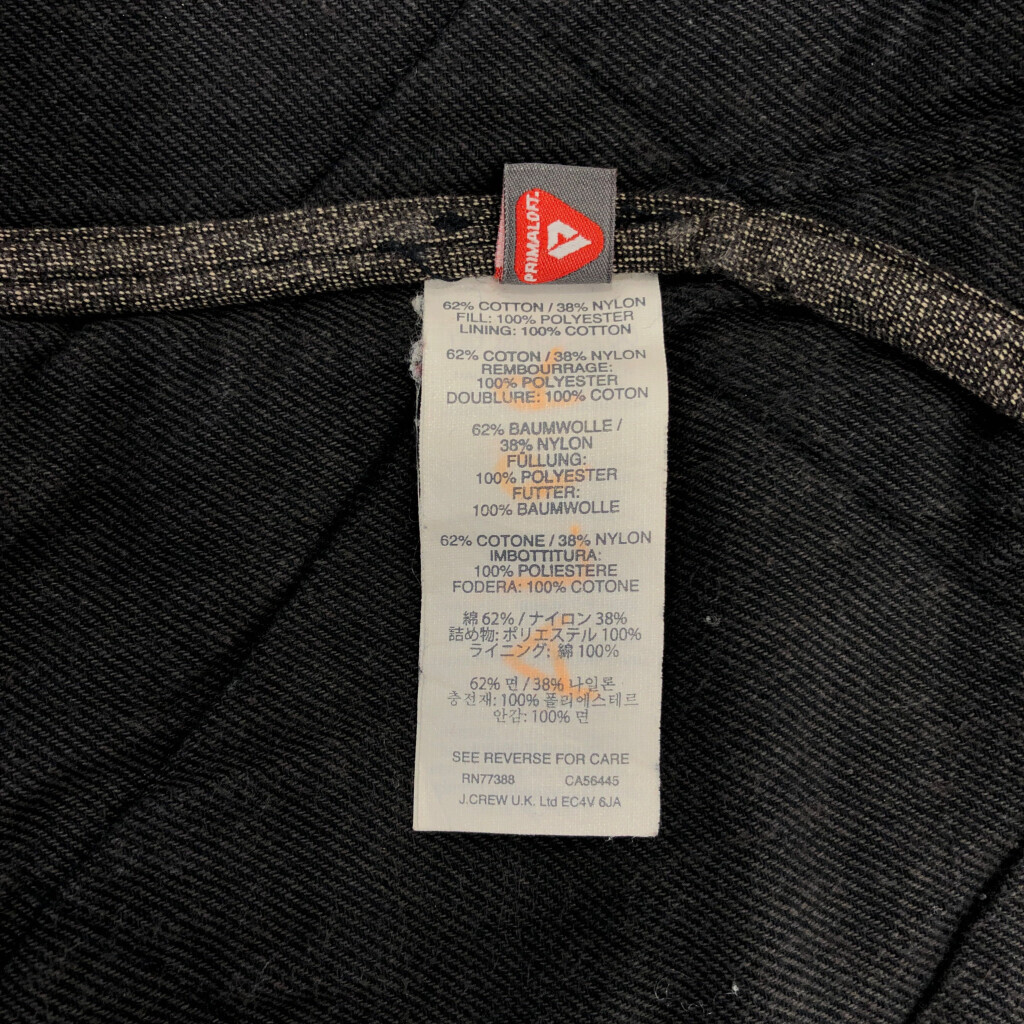 PRIMALOFT™
62% COTTON / 38% NYLON
FILL: 100% POLYESTER
LINING: 100% COTTON
62% COTON / 38% NYLON
REMBOURRAGE:
100% POLYESTER
DOUBLURE: 100% COTON
62% BAUMWOLLE /
38% NYLON
FÜLLUNG:
100% POLYESTER
FUTTER:
100% BAUMWOLLE
62% COTONE / 38% NYLON
IMBOTTITURA:
100% POLIESTERE
FODERA: 100% COTONE
綿 62% / ナイロン 38%
詰め物: ポリエステル 100%
ライニング: 綿 100%
62% 면 / 38% 나일론
충전재: 100% 폴리에스테르
안감: 100% 면
SEE REVERSE FOR CARE
RN77388 CA56445
J.CREW U.K. Ltd EC4V 6JA